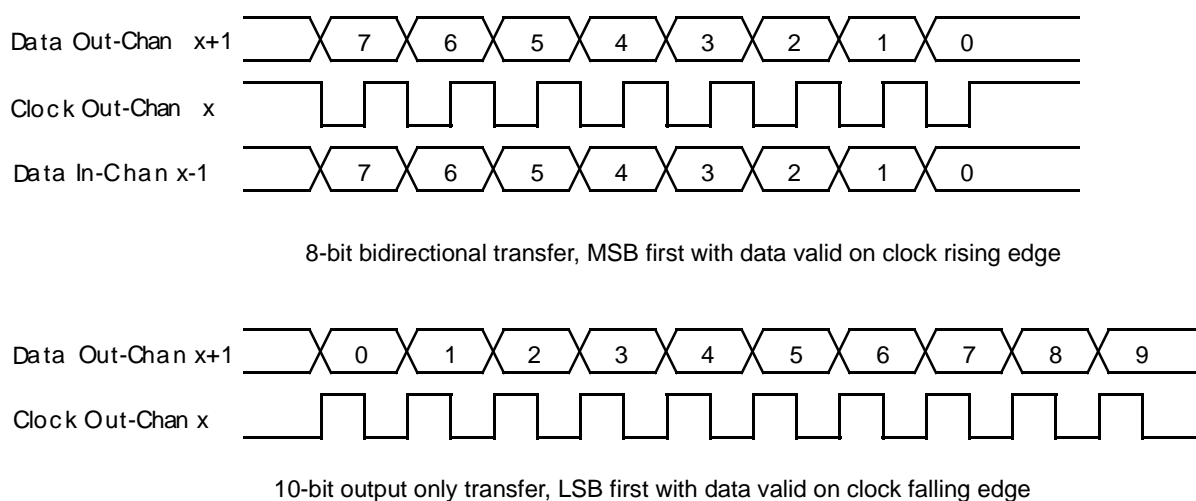 Data Out-Chan x+1
7 6 5 4 3 2 1 0
Clock Out-Chan x
Data In-Chan x-1
7 6 5 4 3 2 1 0
8-bit bidirectional transfer, MSB first with data valid on clock rising edge
Data Out-Chan x+1
0 1 2 3 4 5 6 7 8 9
Clock Out-Chan x
10-bit output only transfer, LSB first with data valid on clock falling edge